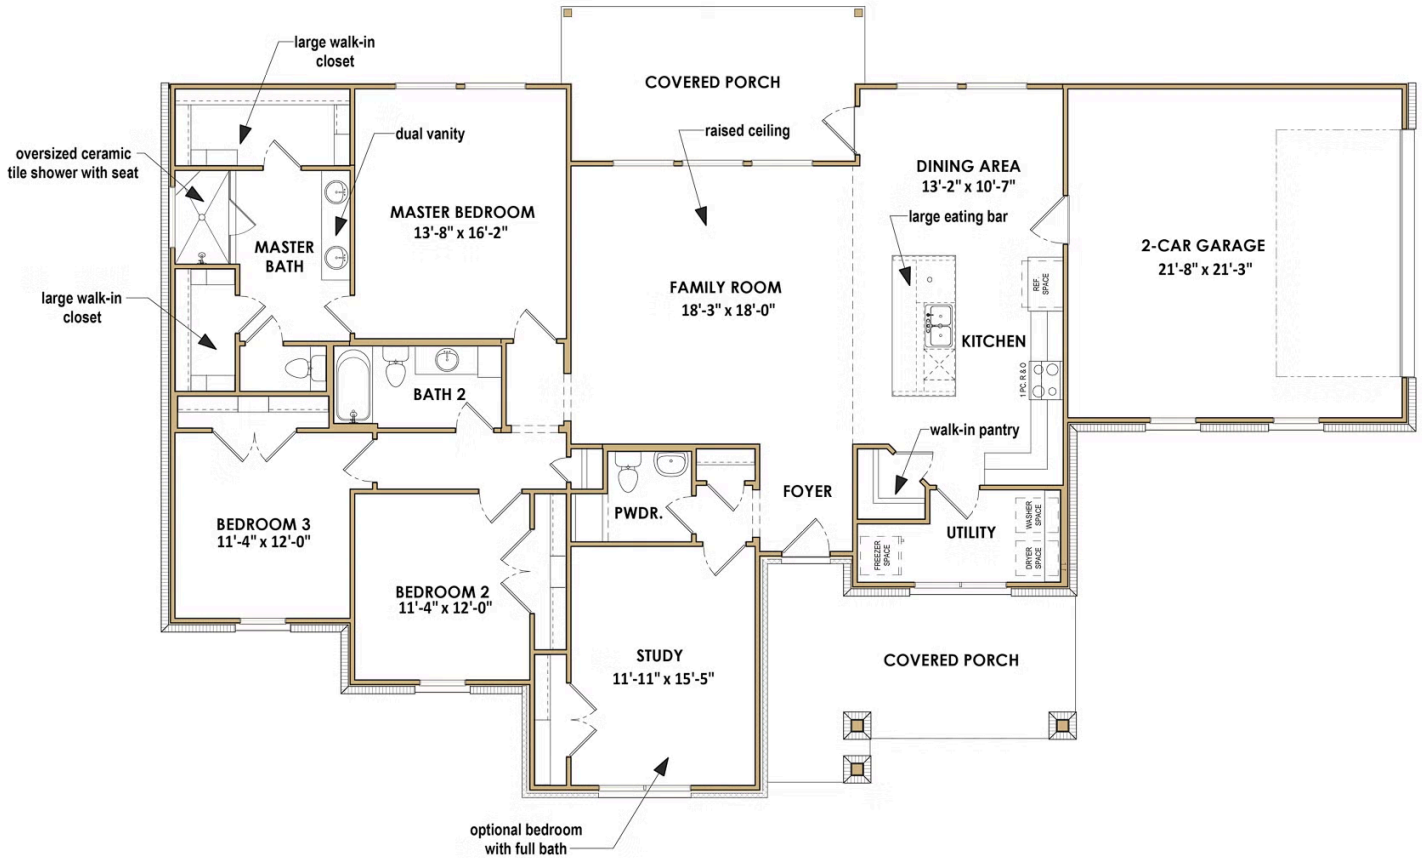 large walk-in
closet
COVERED PORCH
dual vanity
raised ceiling
oversized ceramic
tile shower with seat
DINING AREA
13'-2" x 10'-7"
MASTER BEDROOM
13'-8" x 16'-2"
large eating bar
MASTER
BATH
2-CAR GARAGE
21'-8" x 21'-3"
large walk-in
closet
FAMILY ROOM
18'-3" x 18'-0"
REF.
SPACE
KITCHEN
1 PC. R & O
BATH 2
walk-in pantry
FOYER
PWDR.
BEDROOM 3
11'-4" x 12'-0"
UTILITY
WASHER
SPACE
FREEZER
SPACE
DRYER
SPACE
BEDROOM 2
11'-4" x 12'-0"
STUDY
11'-11" x 15'-5"
COVERED PORCH
optional bedroom
with full bath